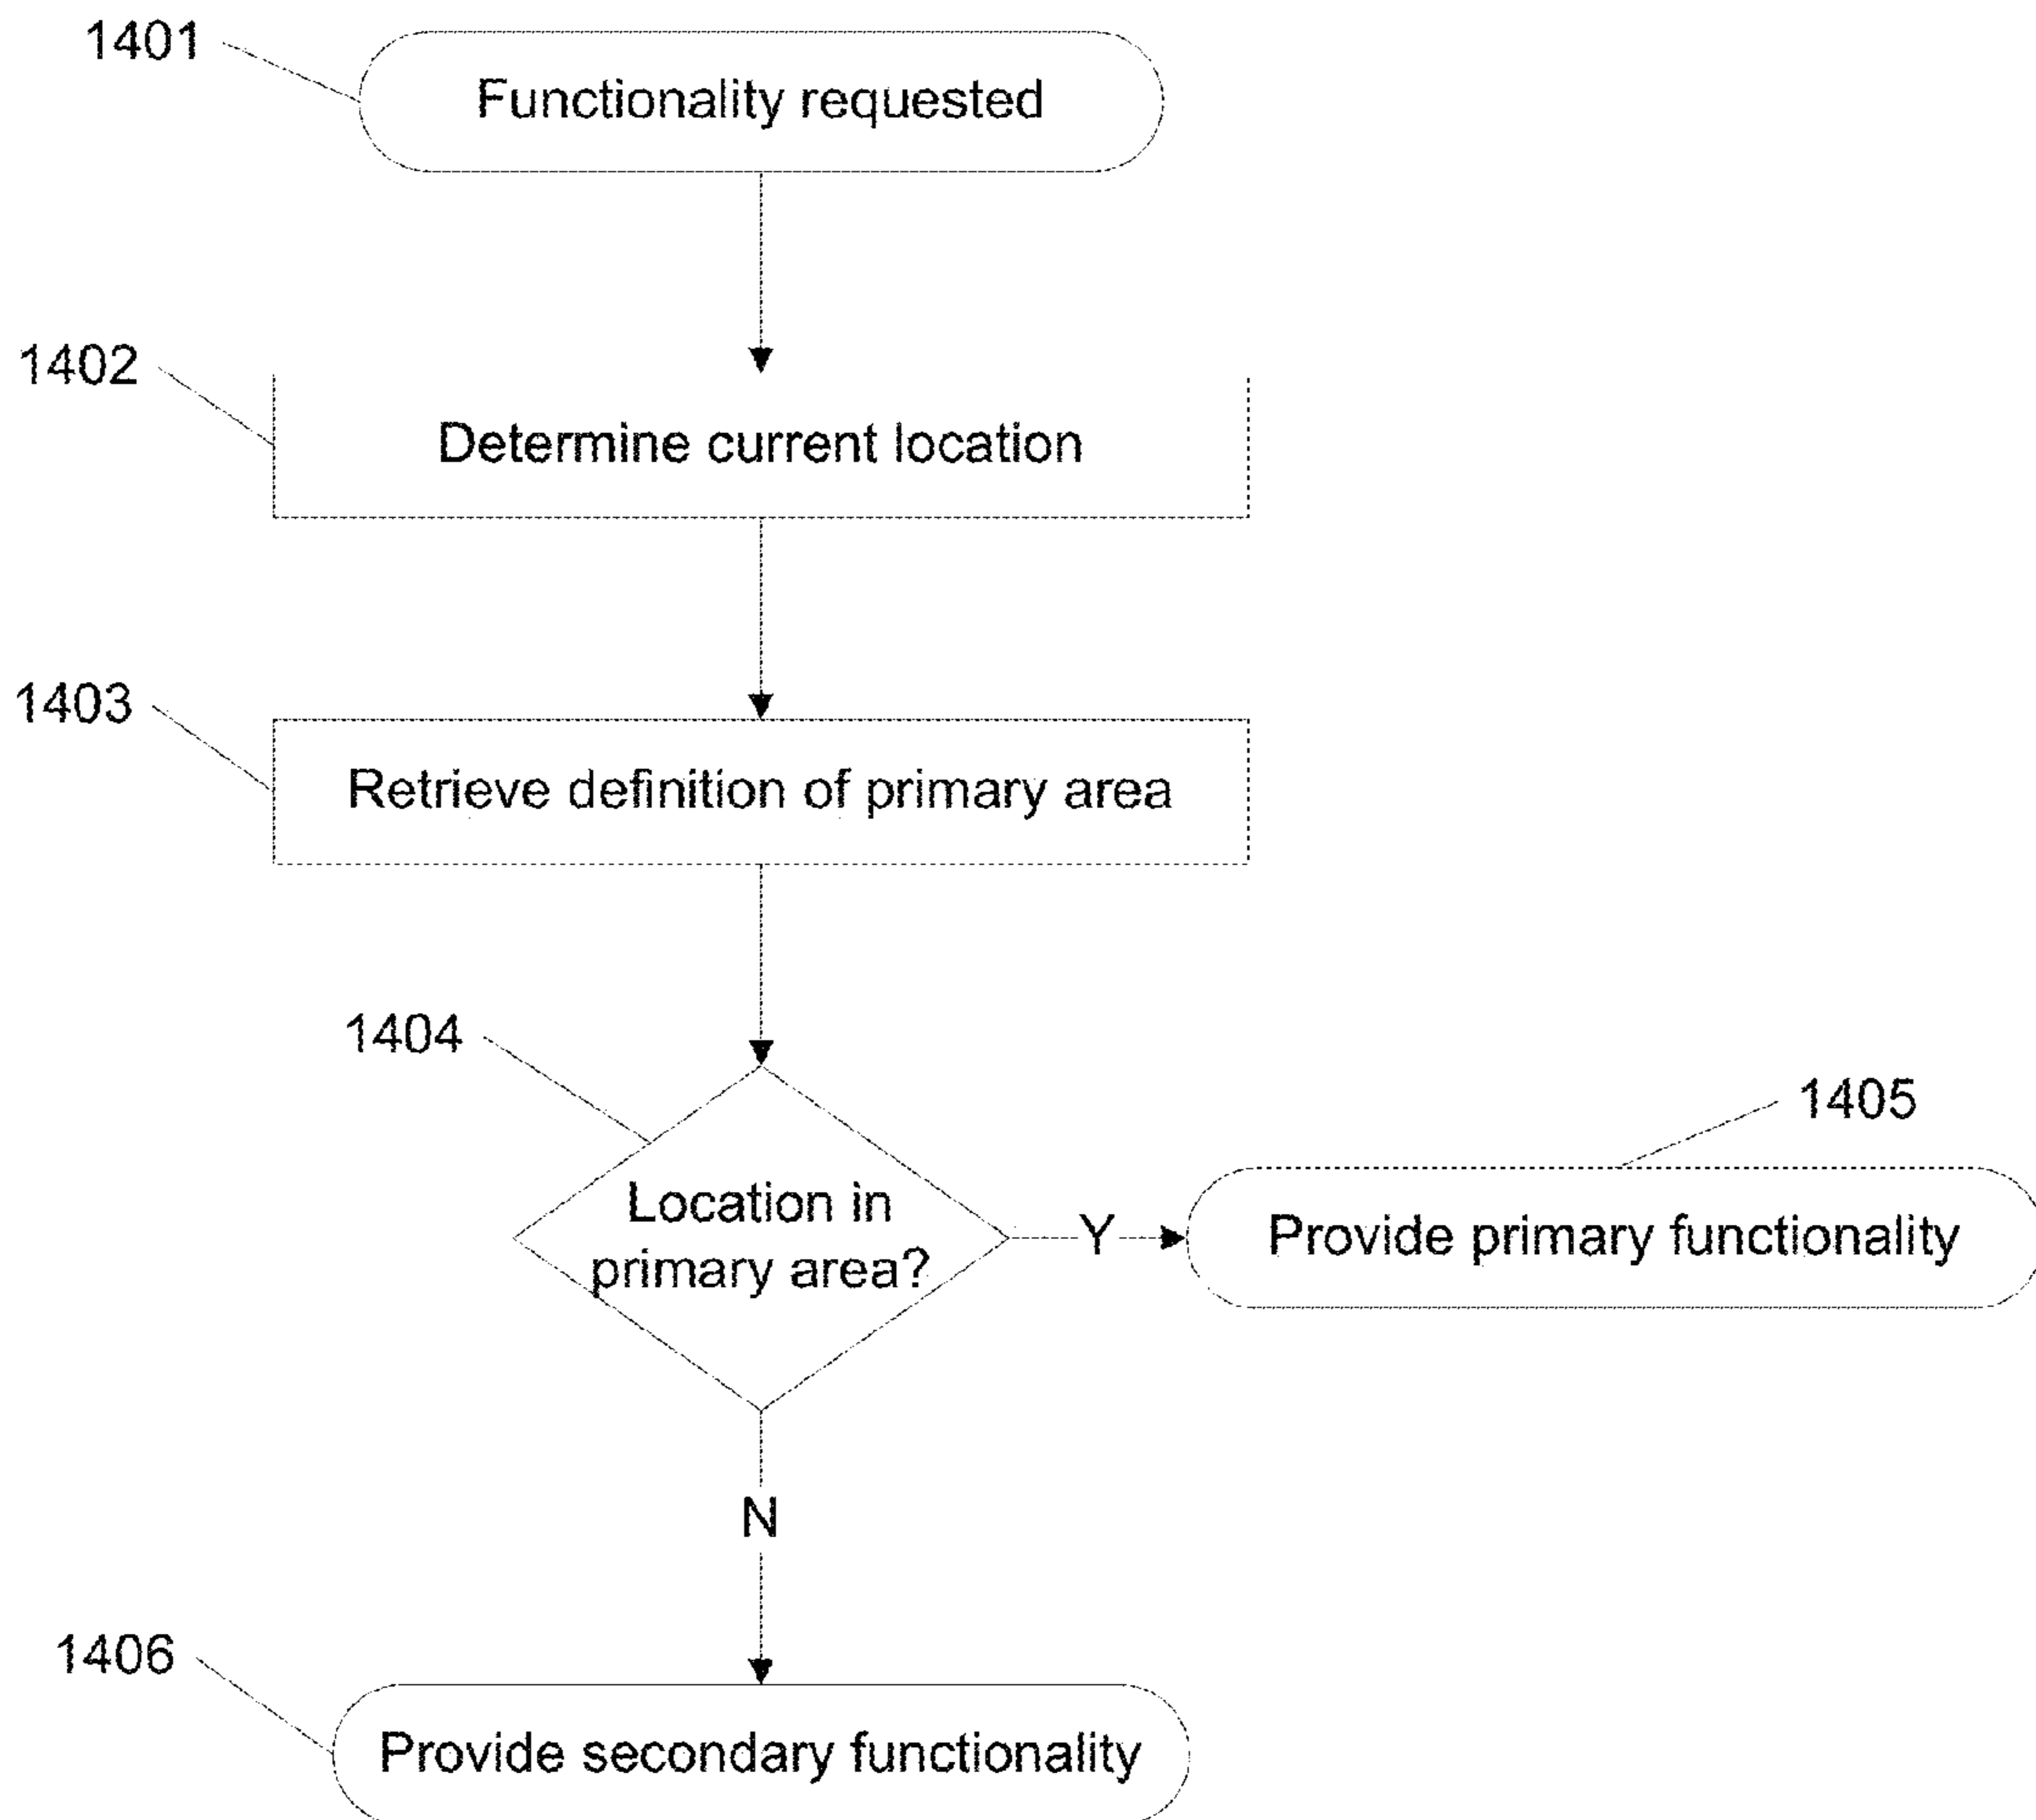 1401
Functionality requested
1402
Determine current location
1403
Retrieve definition of primary area
1404
Location in
primary area?
Y
1405
Provide primary functionality
N
1406
Provide secondary functionality